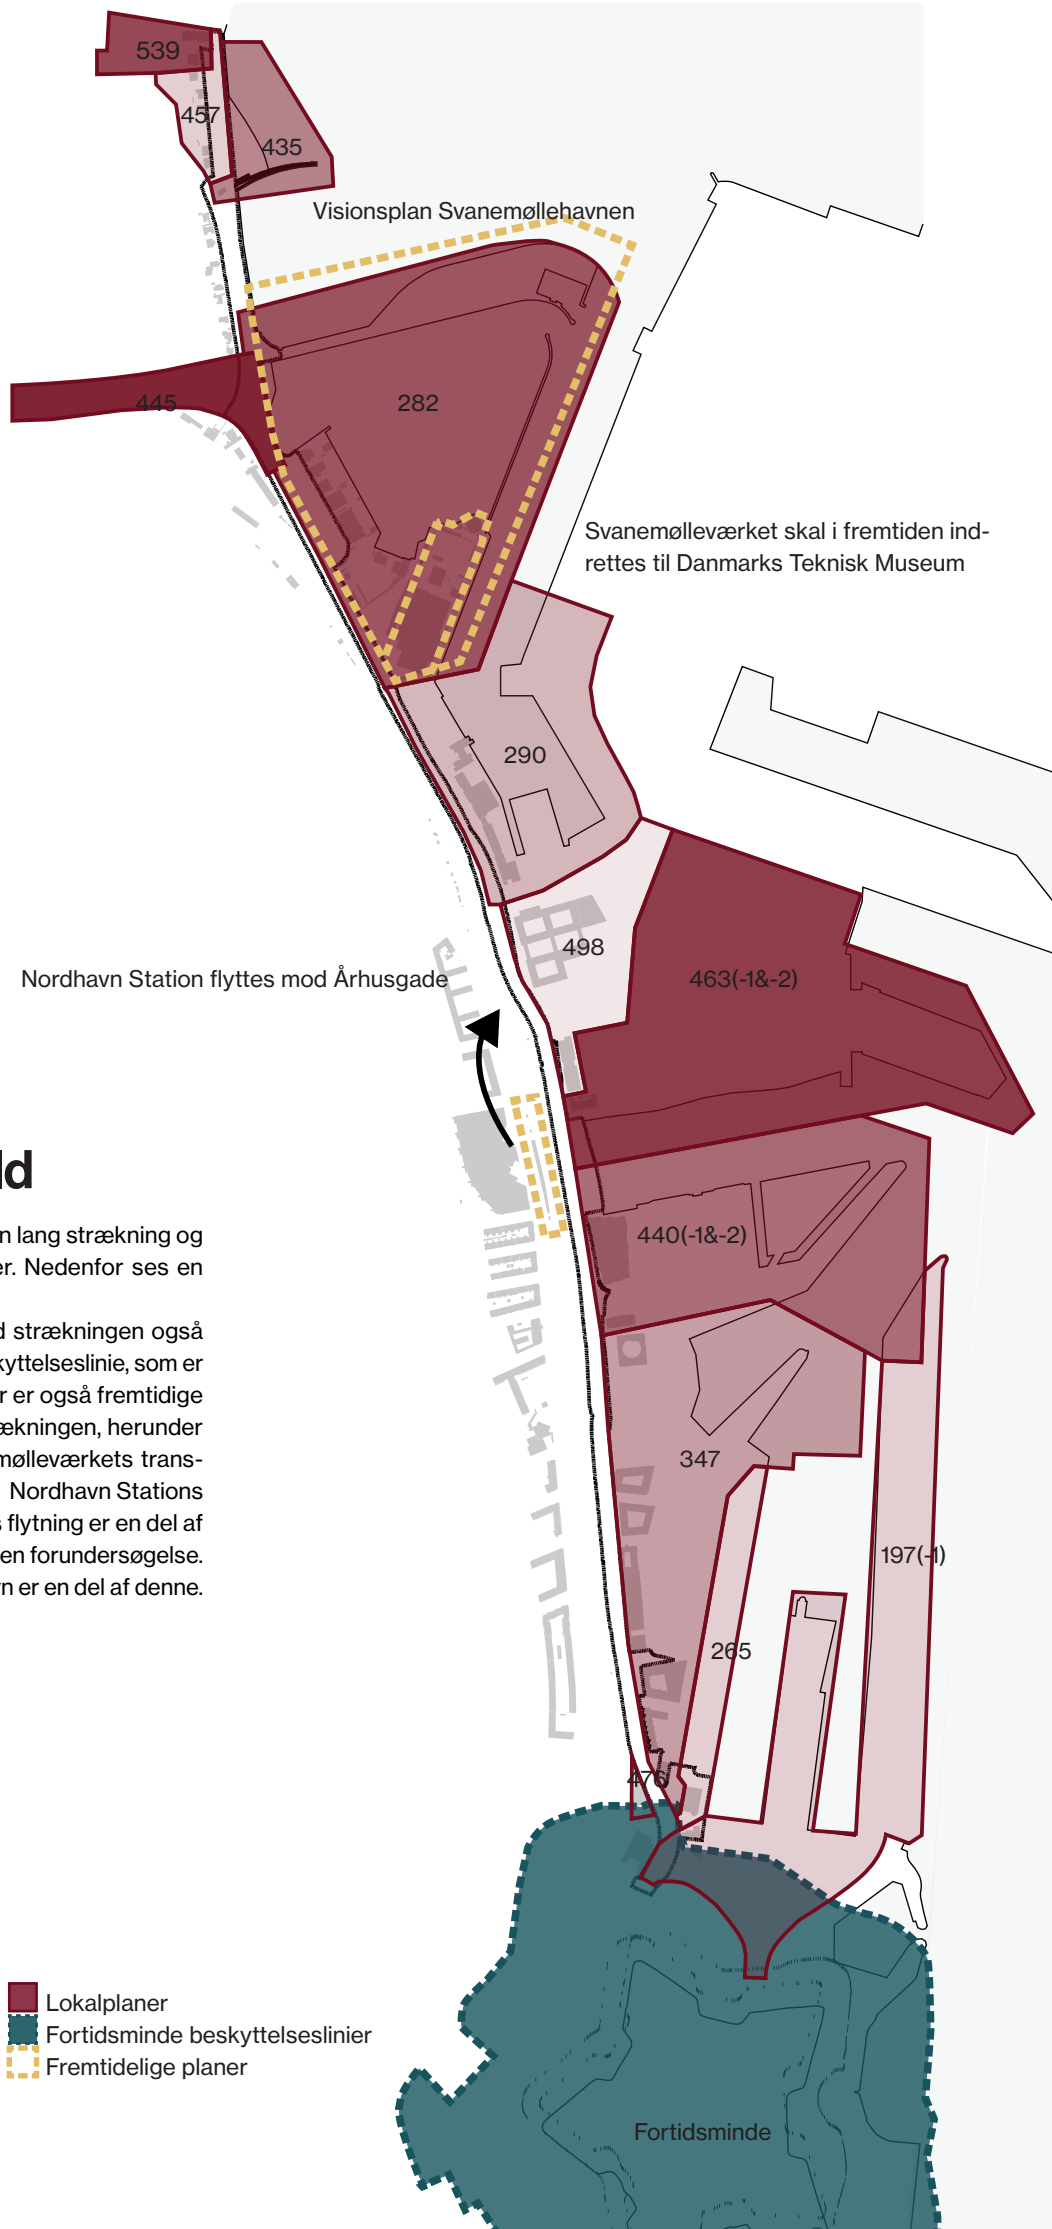 539
457
435
Visionsplan Svanemøllehavnen
445
282
Svanemølleværket skal i fremtiden ind-
rettes til Danmarks Teknisk Museum
290
498
463(-1&-2)
Nordhavn Station flyttes mod Århusgade
ld
n lang strækning og
er. Nedenfor ses en
d strækningen også
kyttelseslinie, som er
r er også fremtidige
ækningen, herunder
mølleværkets trans-
Nordhavn Stations
s flytning er en del af
en forundersøgelse.
n er en del af denne.
440(-1&-2)
347
197(-1)
265
476
Lokalplaner
Fortidsminde beskyttelseslinier
Fremtidelige planer
Fortidsminde